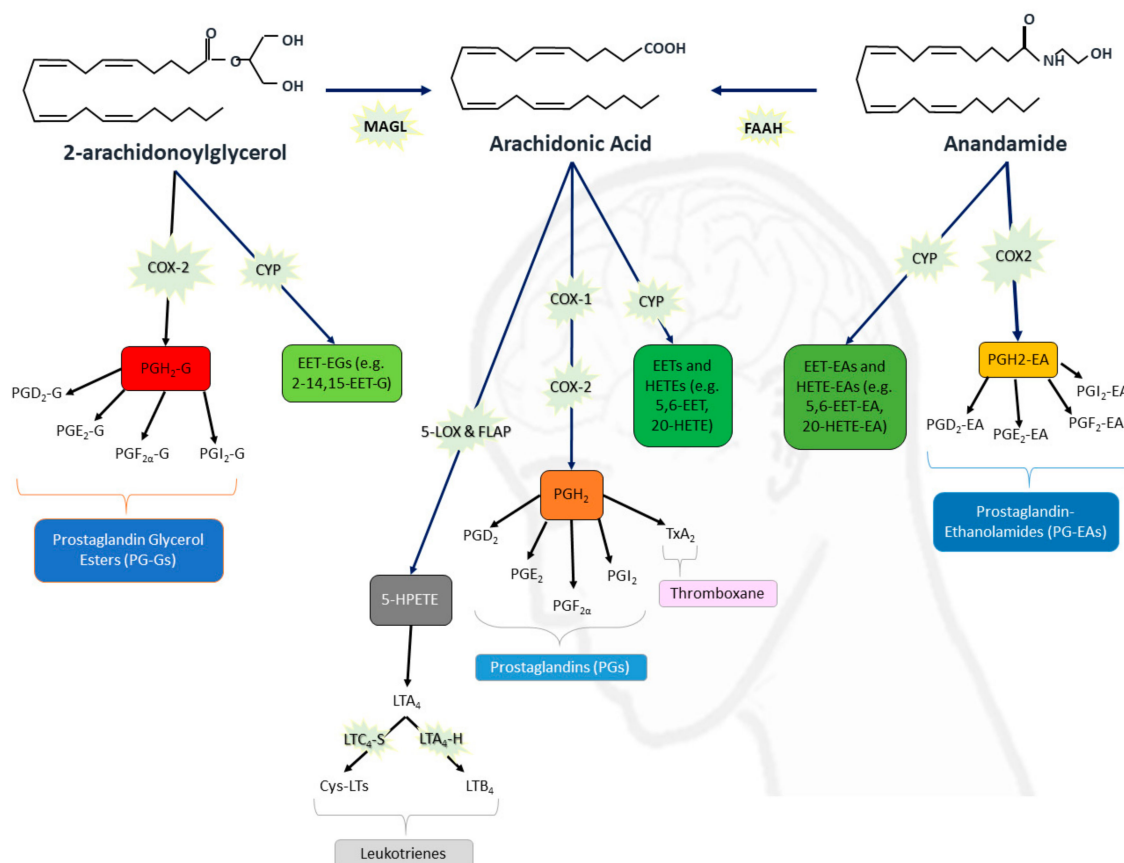 O
O
OH
OH
COOH
O
NH
OH
MAGL
FAAH
2-arachidonoylglycerol
Arachidonic Acid
Anandamide
COX-2
CYP
COX-1
CYP
CYP
COX2
PGH₂-G
EET-EGs (e.g.
2-14,15-EET-G)
COX-2
EETs and
HETEs (e.g.
5,6-EET,
20-HETE)
EET-EAs and
HETE-EAs (e.g.
5,6-EET-EA,
20-HETE-EA)
PGH2-EA
PGD₂-G
PGE₂-G
PGF₂α-G
PGI₂-G
PGI₂-EA
PGD₂-EA
PGE₂-EA
PGF₂-EA
5-LOX & FLAP
PGH₂
Prostaglandin Glycerol
Esters (PG-Gs)
Prostaglandin-
Ethanolamides (PG-EAs)
PGD₂
PGE₂
PGF₂α
PGI₂
TxA₂
Thromboxane
5-HPETE
Prostaglandins (PGs)
LTA₄
LTC₄-S
LTA₄-H
Cys-LTs
LTB₄
Leukotrienes